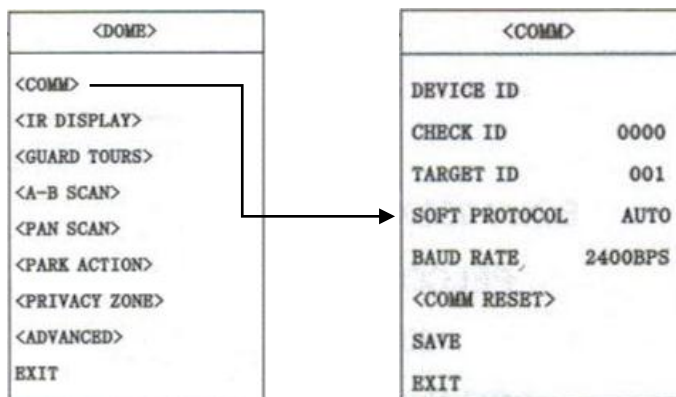 <DOME>
<COMM>
<IR DISPLAY>
<GUARD TOURS>
<A-B SCAN>
<PAN SCAN>
<PARK ACTION>
<PRIVACY ZONE>
<ADVANCED>
EXIT
<COMM>
DEVICE ID
CHECK ID 0000
TARGET ID 001
SOFT PROTOCOL AUTO
BAUD RATE 2400BPS
<COMM RESET>
SAVE
EXIT